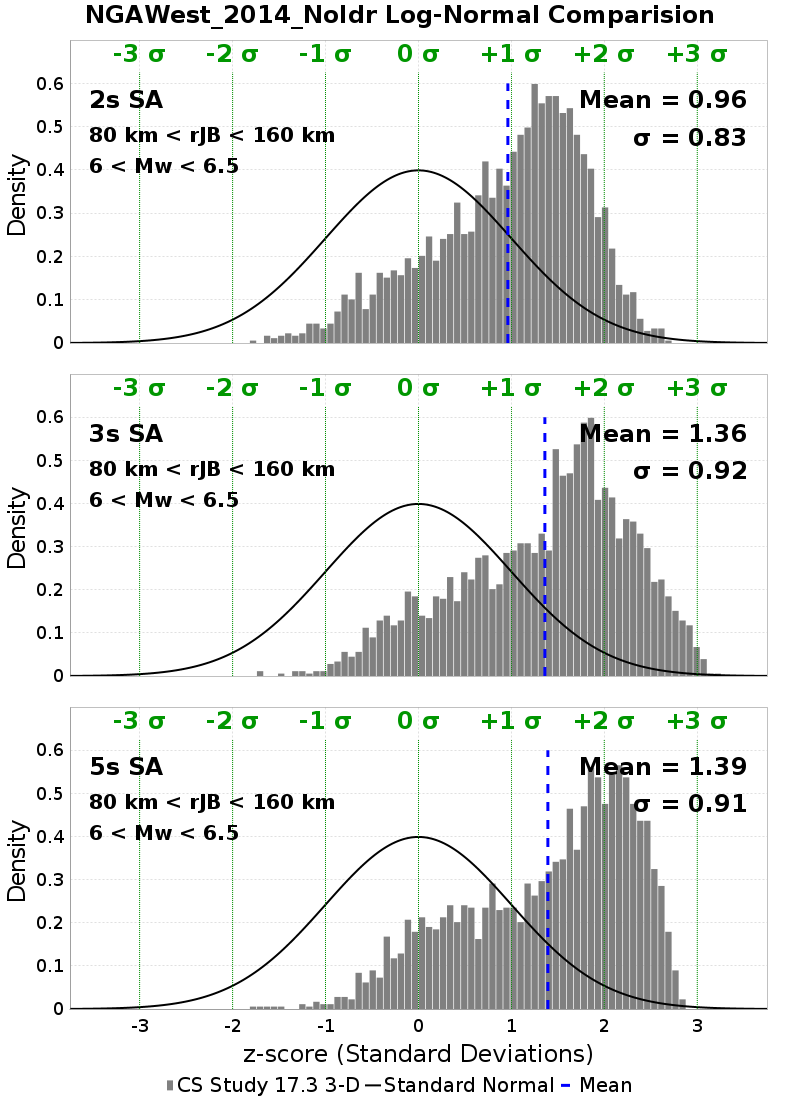 NGAWest_2014_NoIdr Log-Normal Comparision
-3 σ -2 σ -1 σ 0 σ +1 σ +2 σ +3 σ
2s SA
Mean = 0.96
80 km < rJB < 160 km
σ = 0.83
6 < Mw < 6.5
0.6
0.5
0.4
0.3
0.2
0.1
0
Density
-3 σ -2 σ -1 σ 0 σ +1 σ +2 σ +3 σ
3s SA
Mean = 1.36
80 km < rJB < 160 km
σ = 0.92
6 < Mw < 6.5
0.6
0.5
0.4
0.3
0.2
0.1
0
Density
-3 σ -2 σ -1 σ 0 σ +1 σ +2 σ +3 σ
5s SA
Mean = 1.39
80 km < rJB < 160 km
σ = 0.91
6 < Mw < 6.5
0.6
0.5
0.4
0.3
0.2
0.1
0
Density
-3 -2 -1 0 1 2 3
z-score (Standard Deviations)
CS Study 17.3 3-D Standard Normal Mean